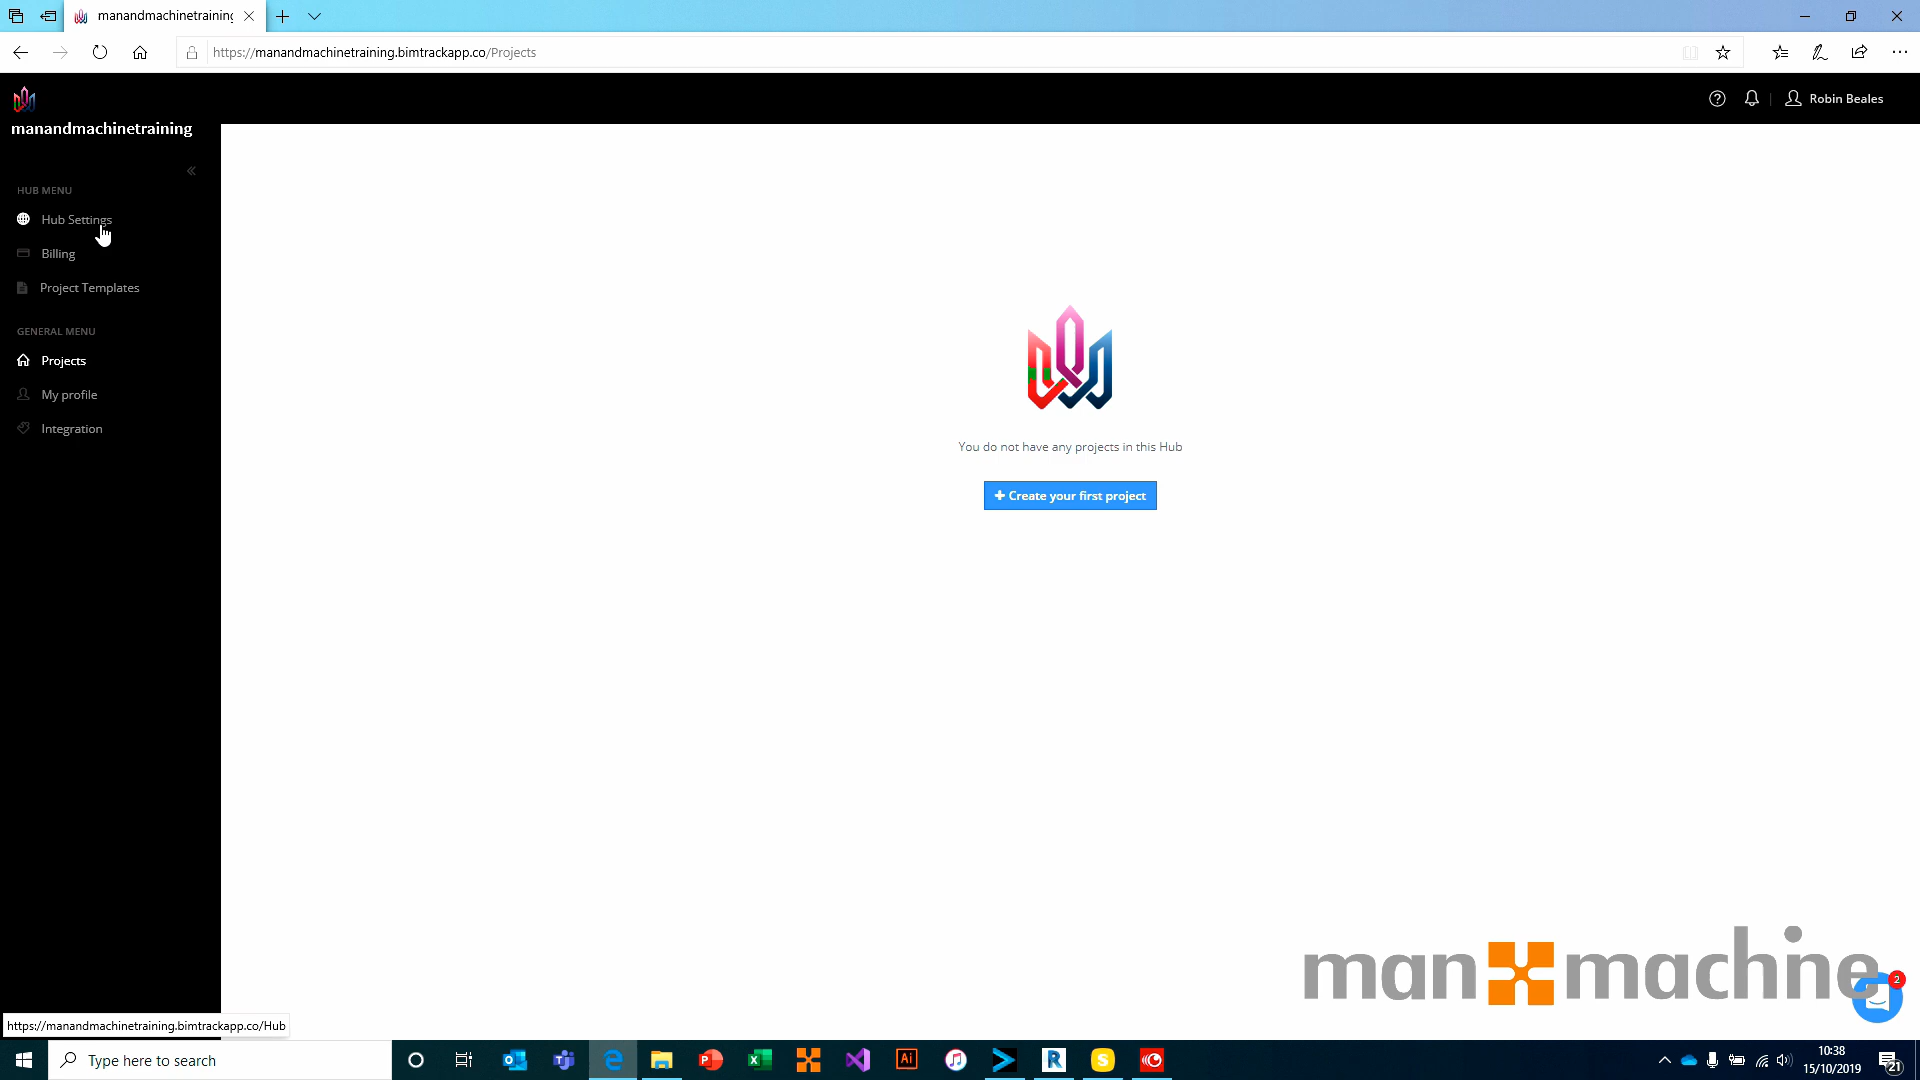 manandmachinetraining
https://manandmachinetraining.bimtrackapp.co/Projects
Robin Beales
manandmachinetraining
HUB MENU
Hub Settings
Billing
Project Templates
GENERAL MENU
Projects
My profile
Integration
You do not have any projects in this Hub
Create your first project
man machine
2
https://manandmachinetraining.bimtrackapp.co/Hub
Type here to search
Ai
R
S
10:38
15/10/2019
21